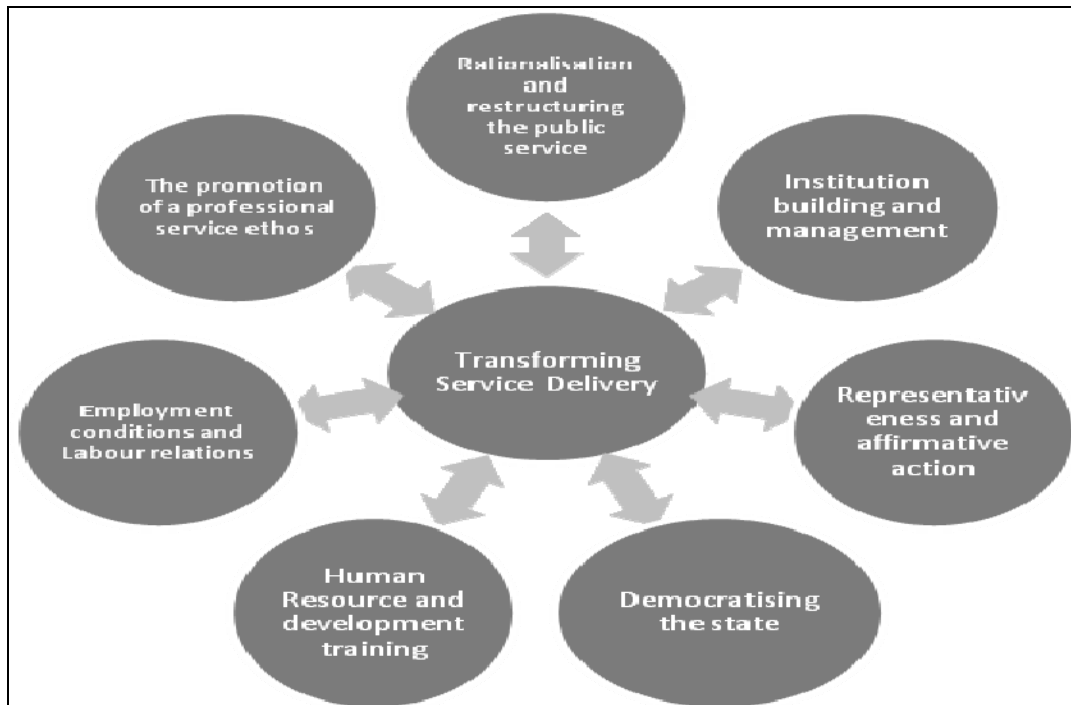 Rationalisation
and
restructuring
the public
service
Institution
building and
management
The promotion
of a professional
service ethos
Transforming
Service Delivery
Representativ
eness and
affirmative
action
Employment
conditions and
Labour relations
Human
Resource and
development
training
Democratising
the state